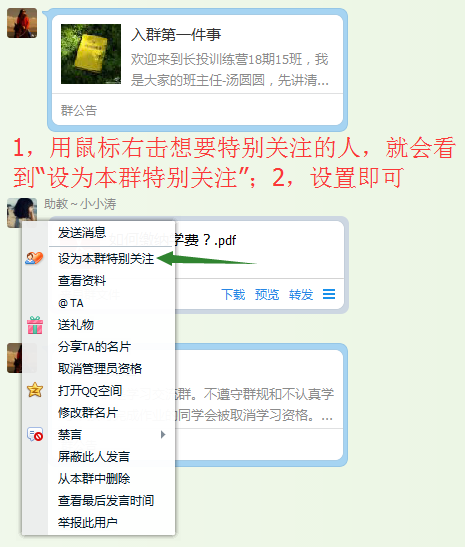 入群第一件事
欢迎来到长投训练营18期15班，我
是大家的班主任-汤圆圆，先讲清...
群公告
1，用鼠标右击想要特别关注的人，就会看
到“设为本群特别关注”；2，设置即可
助教～小小涛
发送消息
学费？.pdf
设为本群特别关注
查看资料
下载 预览 转发
@ TA
送礼物
分享TA的名片
取消管理员资格
打开QQ空间
流群。不遵守群规和不认真学
修改群名片
的同学会被取消学习资格。...
禁言
屏蔽此人发言
从本群中删除
查看最后发言时间
举报此用户